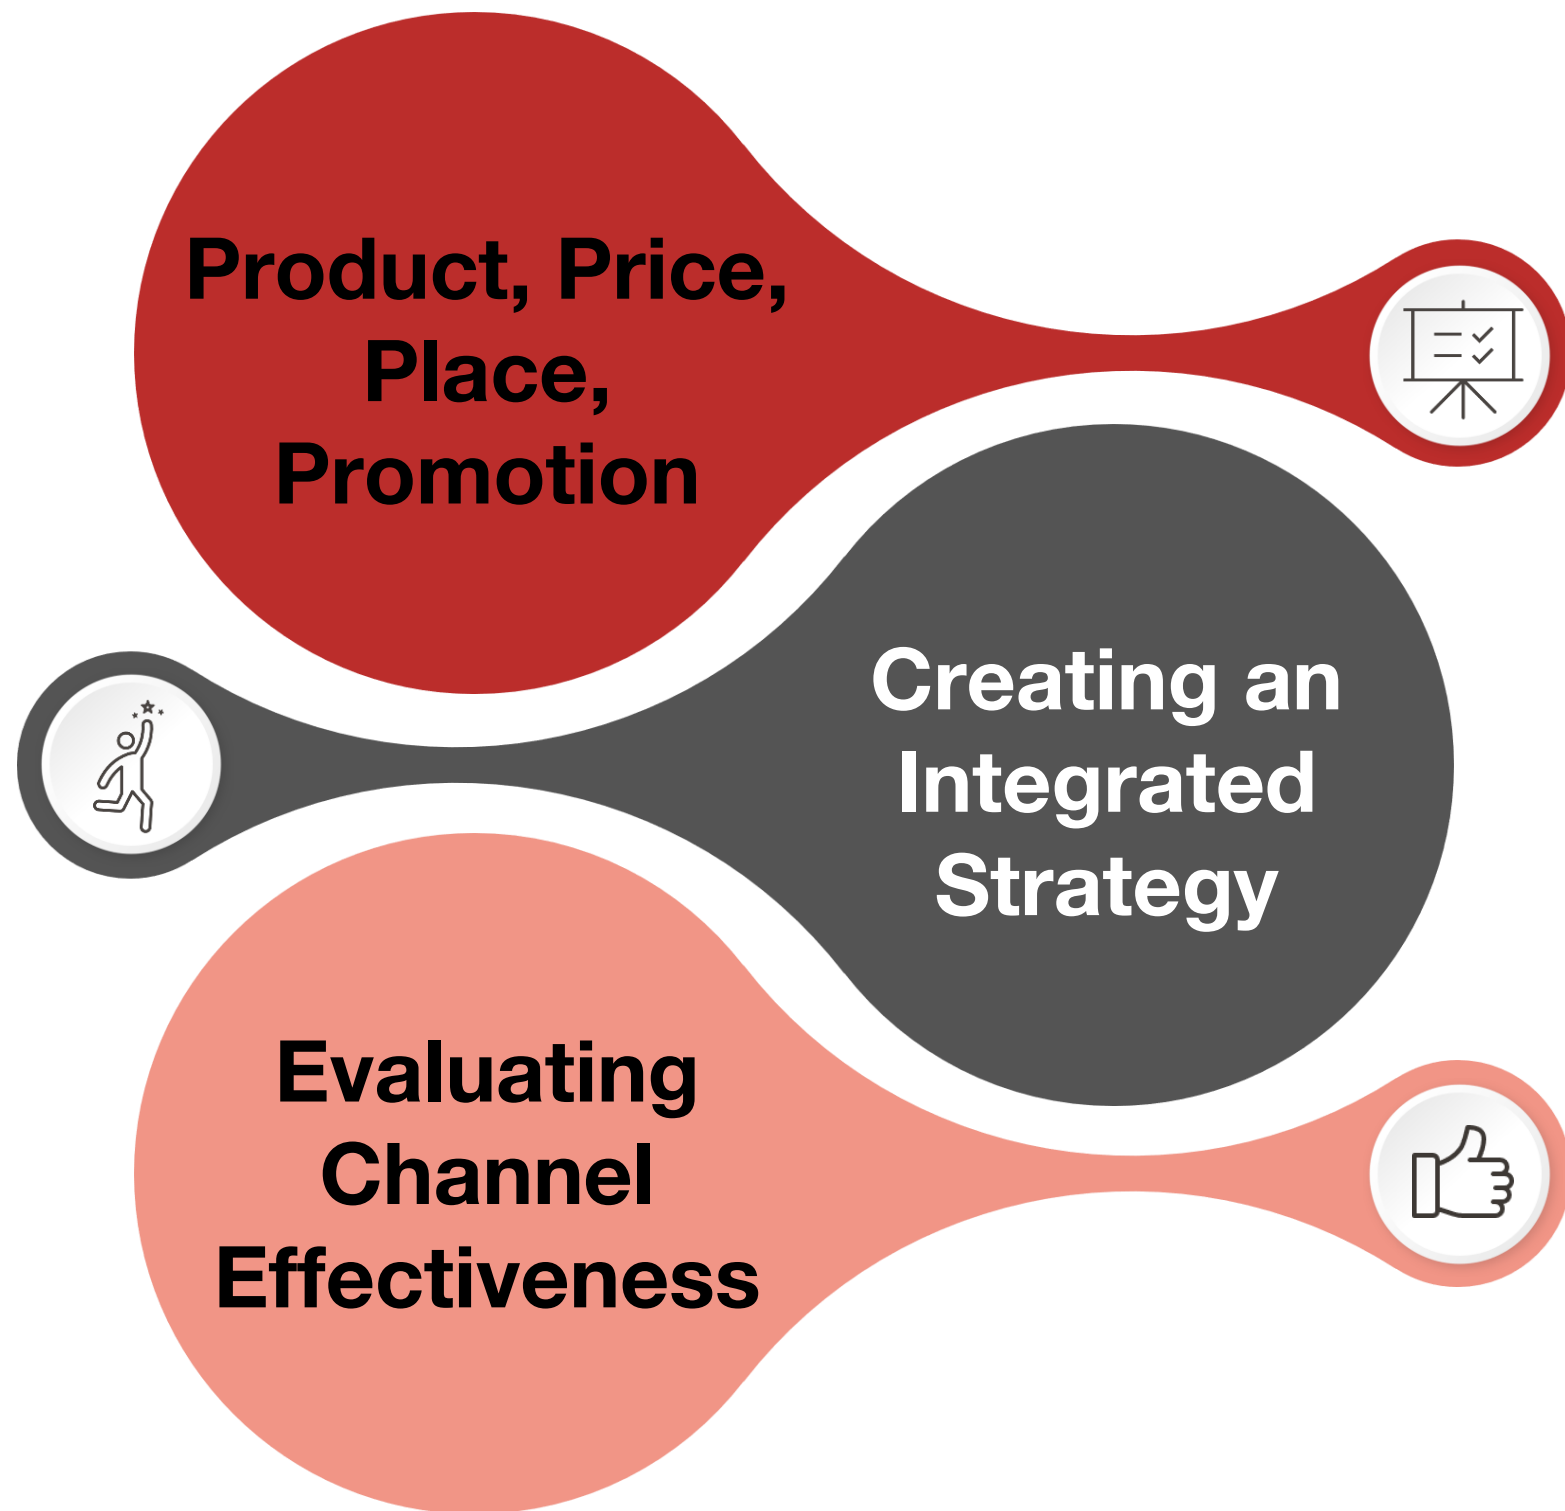 Product, Price,
Place,
Promotion
Creating an
Integrated
Strategy
Evaluating
Channel
Effectiveness